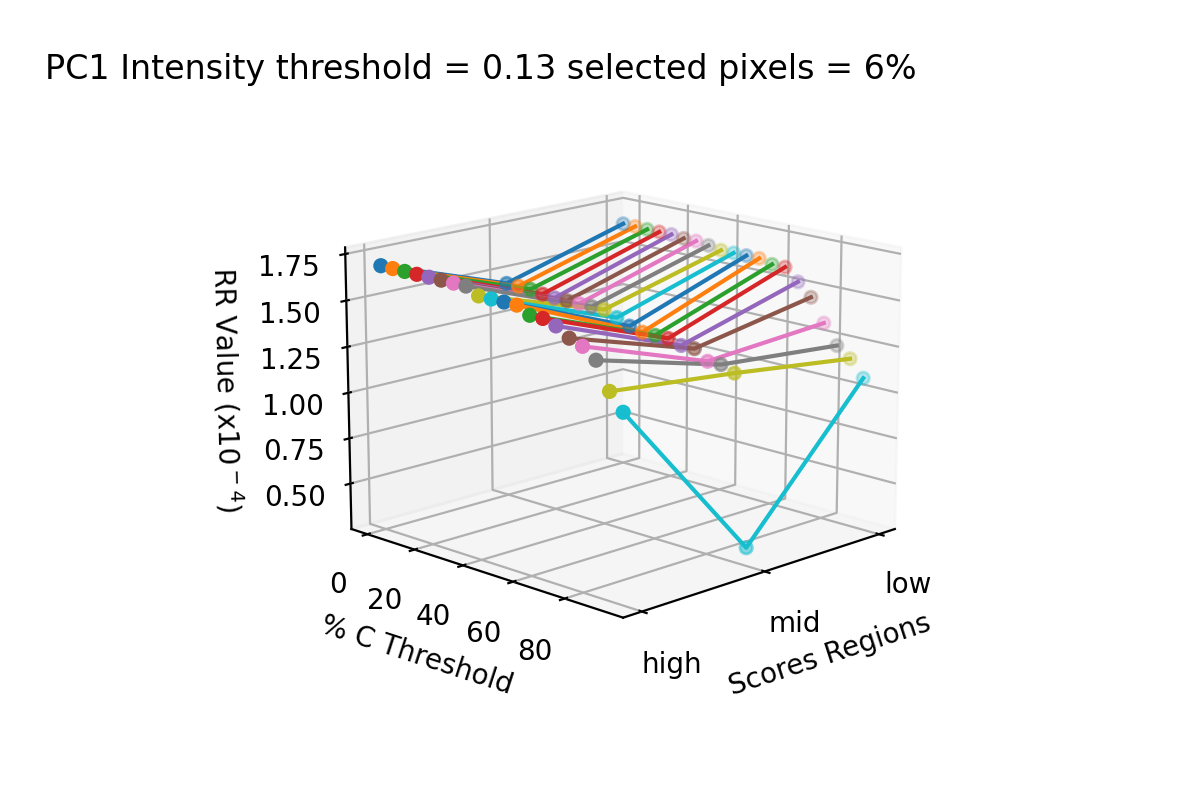 PC1 Intensity threshold = 0.13 selected pixels = 6%
1.75
1.50
1.25
1.00
0.75
0.50
RR Value (x10⁻⁴)
0
20
40
60
80
% C Threshold
high
mid
low
Scores Regions